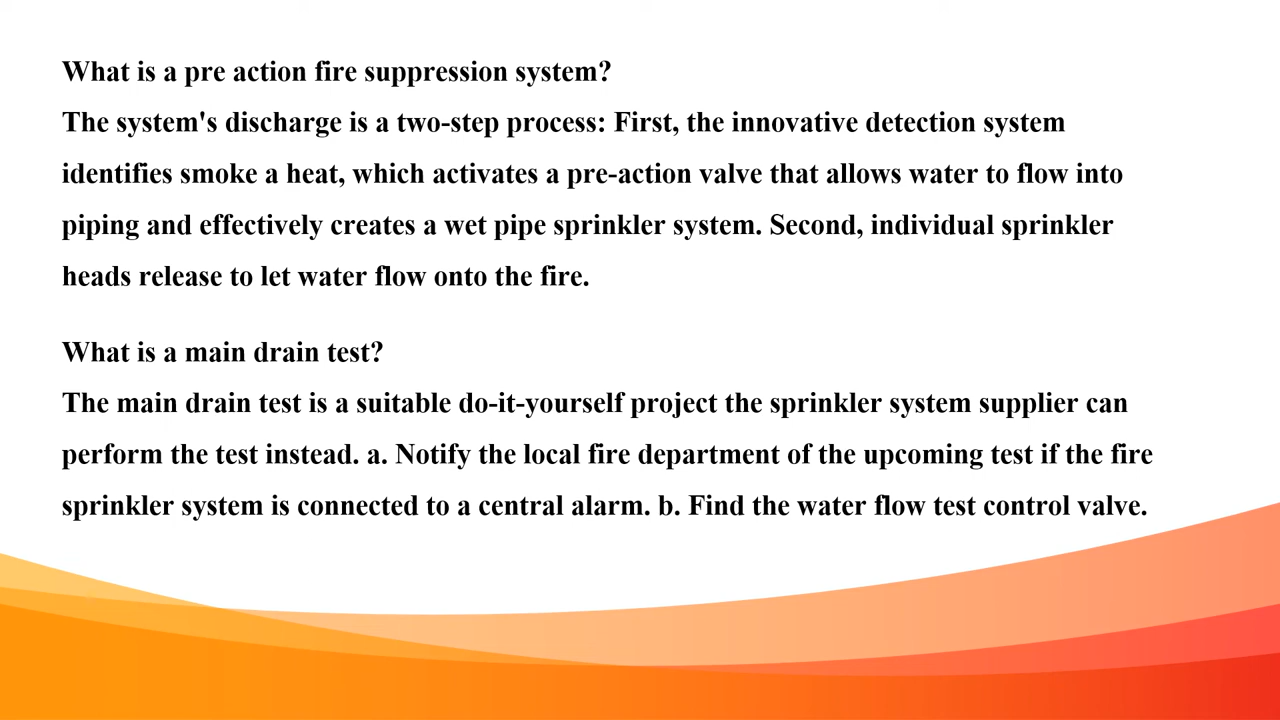 What is a pre action fire suppression system?
The system's discharge is a two-step process: First, the innovative detection system
identifies smoke a heat, which activates a pre-action valve that allows water to flow into
piping and effectively creates a wet pipe sprinkler system. Second, individual sprinkler
heads release to let water flow onto the fire.
What is a main drain test?
The main drain test is a suitable do-it-yourself project the sprinkler system supplier can
perform the test instead. a. Notify the local fire department of the upcoming test if the fire
sprinkler system is connected to a central alarm. b. Find the water flow test control valve.